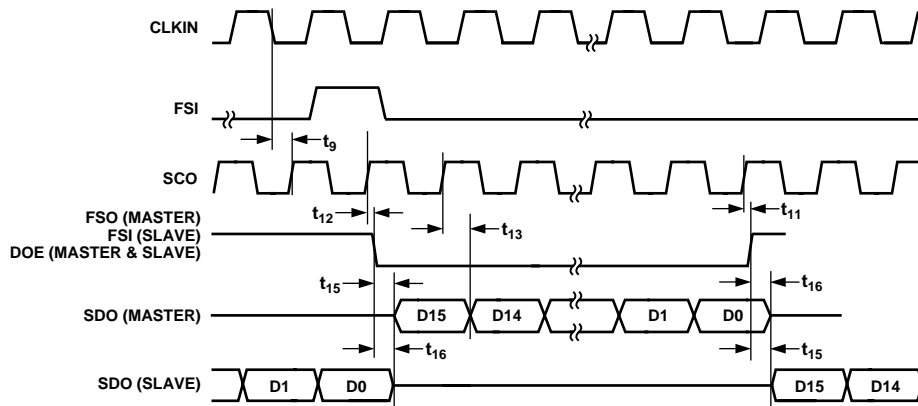 CLKIN
FSI
t9
SCO
t12
t13
t11
FSO (MASTER)
FSI (SLAVE)
DOE (MASTER & SLAVE)
t15
t16
SDO (MASTER)
D15
D14
D1
D0
t16
t15
SDO (SLAVE)
D1
D0
D15
D14